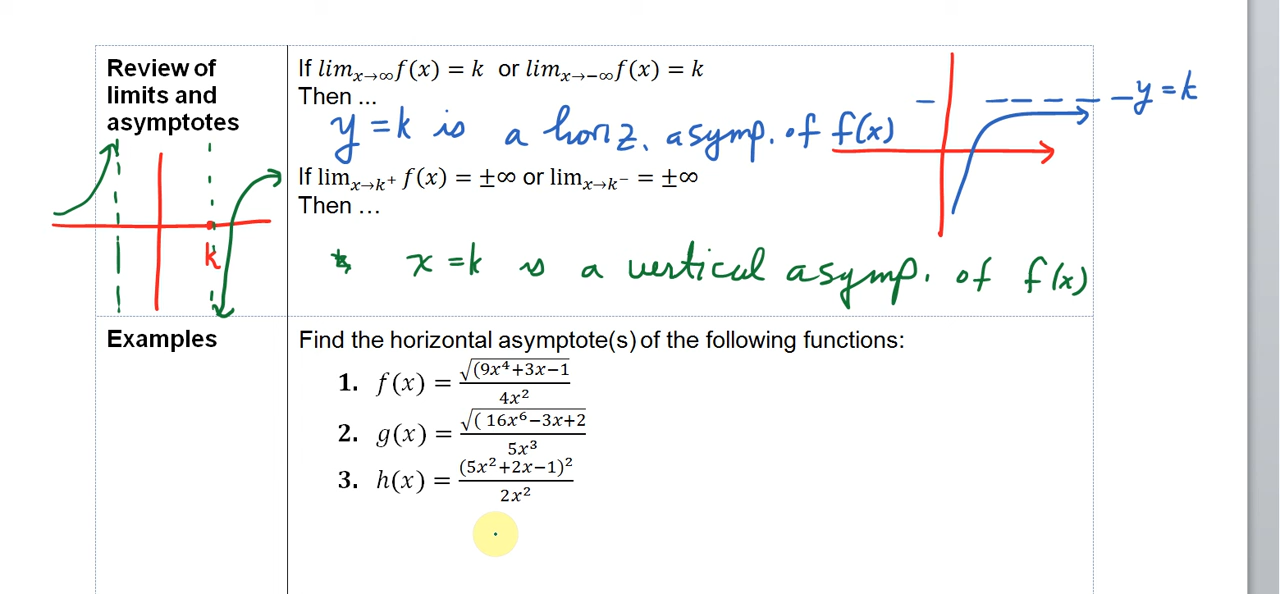 Review of limits and asymptotes
If lim_{x→∞} f(x) = k or lim_{x→−∞} f(x) = k
Then ...
y = k is a horiz. asymp. of f(x)
y = k
If lim_{x→k⁺} f(x) = ±∞ or lim_{x→k⁻} = ±∞
Then ...
k
x = k is a vertical asymp. of f(x)
Examples
Find the horizontal asymptote(s) of the following functions:
1. f(x) = √(9x⁴+3x−1 / 4x²
2. g(x) = √( 16x⁶−3x+2 / 5x³
3. h(x) = (5x²+2x−1)² / 2x²